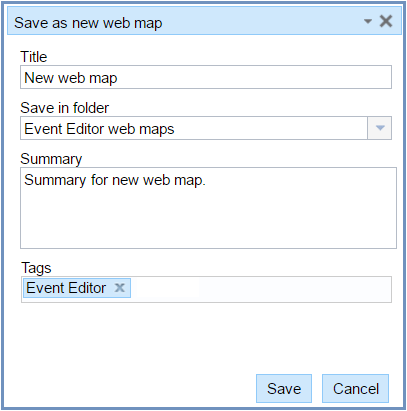 Save as new web map
Title
New web map
Save in folder
Event Editor web maps
Summary
Summary for new web map.
Tags
Event Editor
Save Cancel